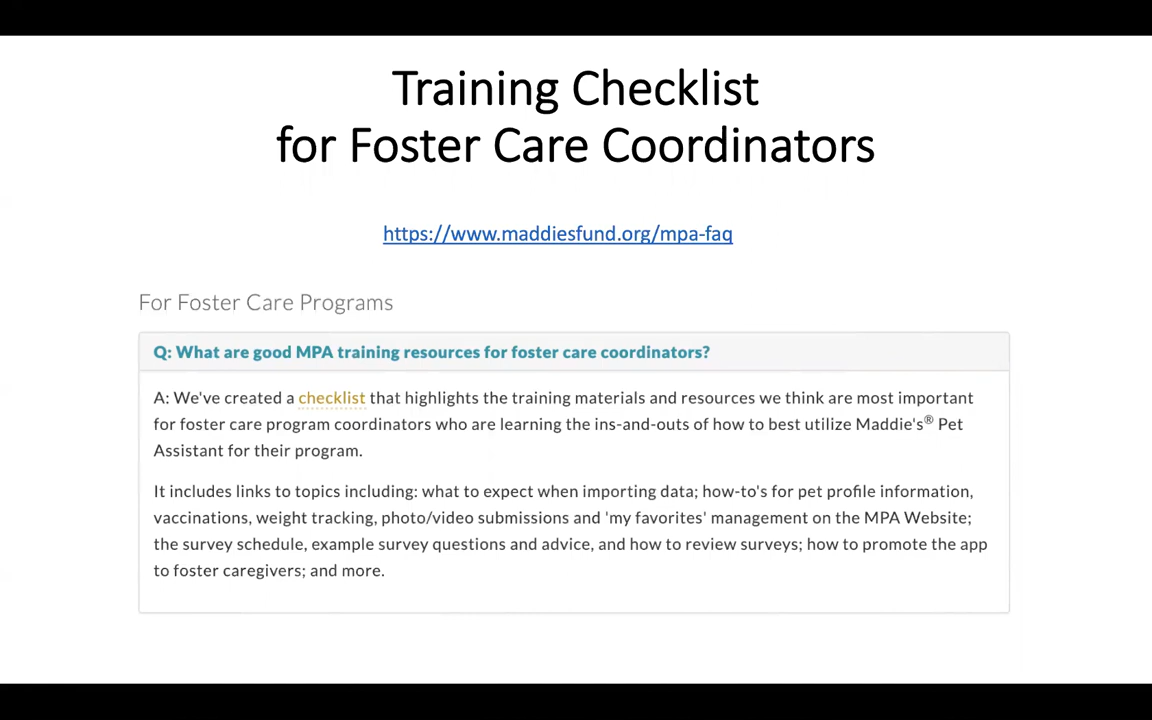 Training Checklist
for Foster Care Coordinators
https://www.maddiesfund.org/mpa-faq
For Foster Care Programs
Q: What are good MPA training resources for foster care coordinators?
A: We've created a checklist that highlights the training materials and resources we think are most important
for foster care program coordinators who are learning the ins-and-outs of how to best utilize Maddie's® Pet
Assistant for their program.
It includes links to topics including: what to expect when importing data; how-to's for pet profile information,
vaccinations, weight tracking, photo/video submissions and 'my favorites' management on the MPA Website;
the survey schedule, example survey questions and advice, and how to review surveys; how to promote the app
to foster caregivers; and more.